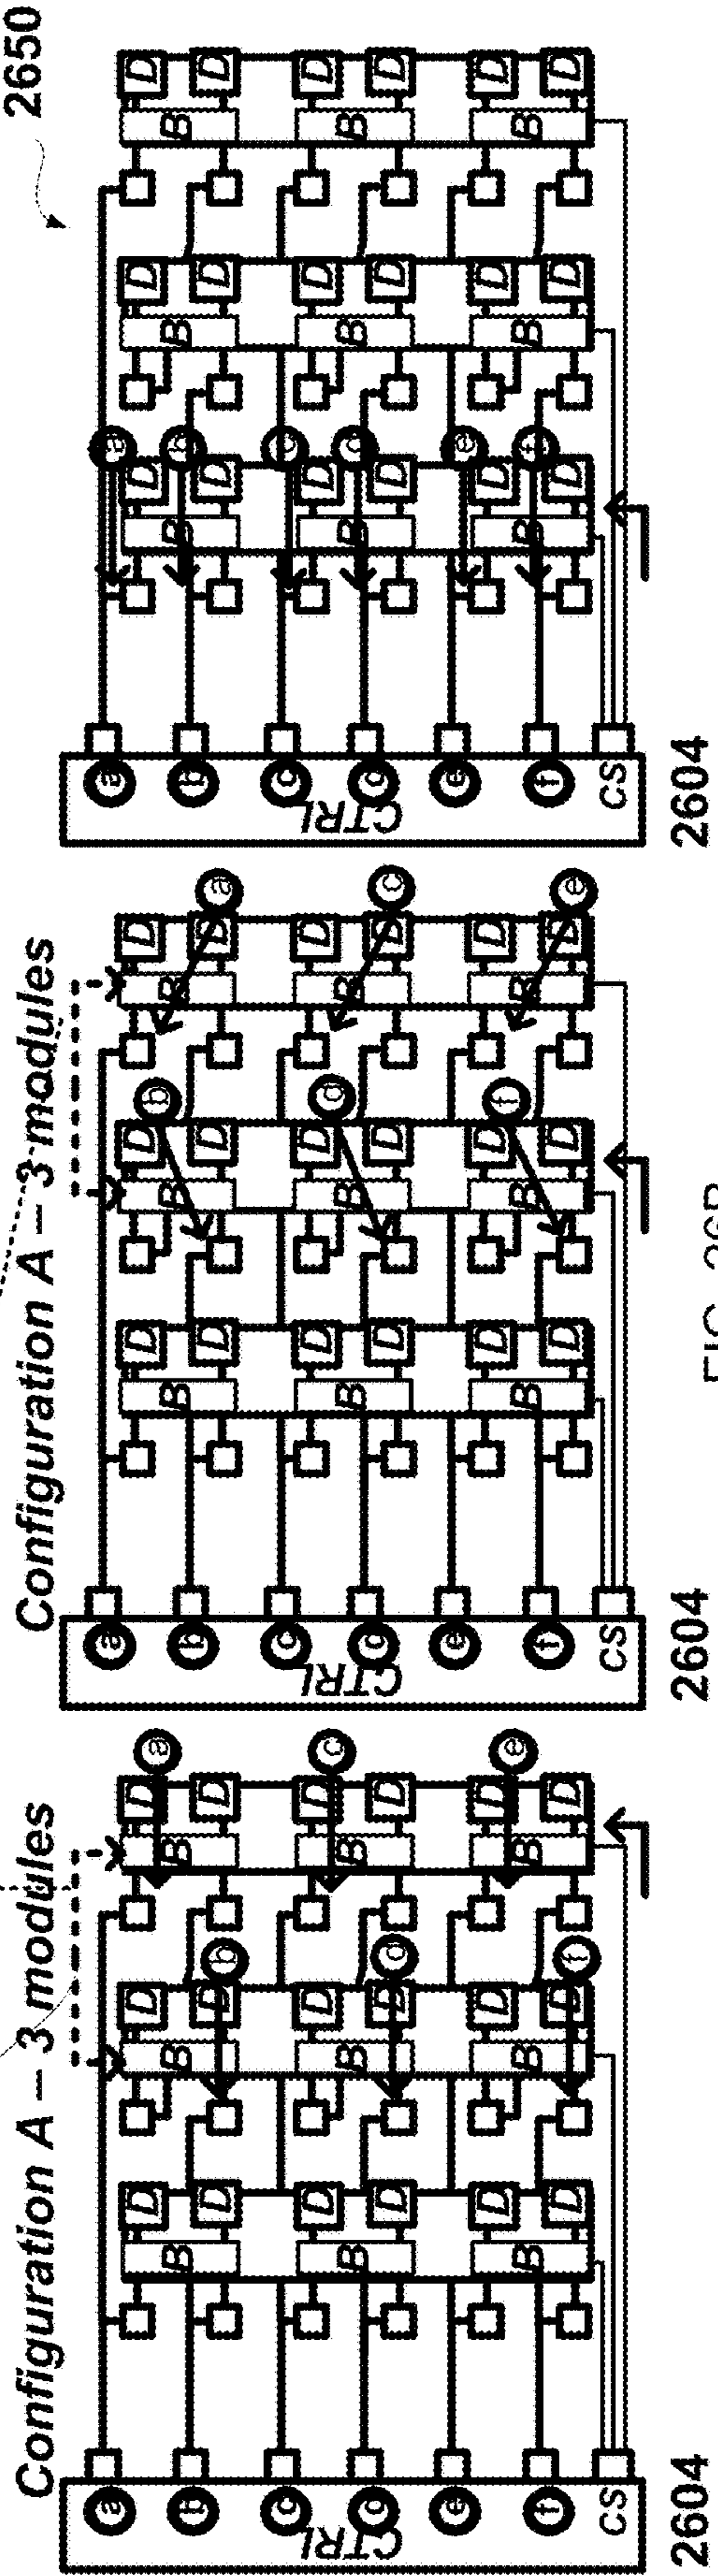 Configuration A – 3 modules
a D D D a
B B B
b D D b D
c D D D c
CTRL B B B
d D D d D
e D D D e
B B B
f D D f D
CS
2604
Configuration A – 3 modules
a D D b D
B B B
b D D D a
c D D d D
CTRL B B B
d D D D c
e D D f D
B B B
f D D D e
CS
2604
2650
a D a D D
B B B
b D b D D
c D c D D
CTRL B B B
d D d D D
e D e D D
B B B
f D f D D
CS
2604